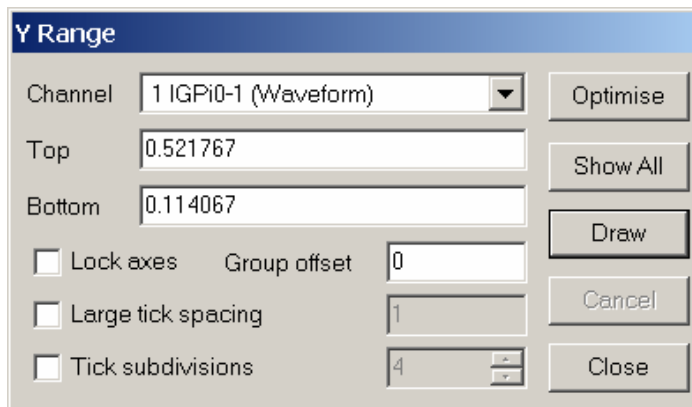 Y Range
Channel 1 IGPi0-1 (Waveform) Optimise
Top 0.521767
Show All
Bottom 0.114067
Draw
Lock axes Group offset 0
Large tick spacing 1 Cancel
Tick subdivisions 4 Close